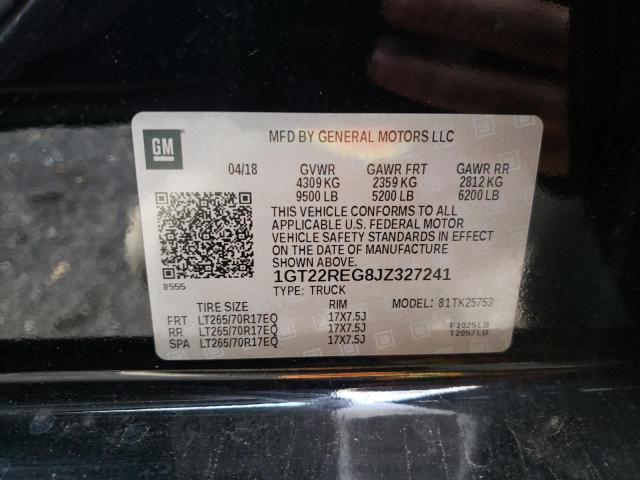 GM
MFD BY GENERAL MOTORS LLC
04/18 GVWR GAWR FRT GAWR RR
4309 KG 2359 KG 2812 KG
9500 LB 5200 LB 6200 LB
THIS VEHICLE CONFORMS TO ALL
APPLICABLE U.S. FEDERAL MOTOR
VEHICLE SAFETY STANDARDS IN EFFECT
ON THE DATE OF MANUFACTURE
SHOWN ABOVE.
8555
1GT22REG8JZ327241
TYPE: TRUCK MODEL: 81TK25753
TIRE SIZE RIM
FRT LT265/70R17EQ 17X7.5J
RR LT265/70R17EQ 17X7.5J
SPA LT265/70R17EQ 17X7.5J
F1025LB
T2057EB